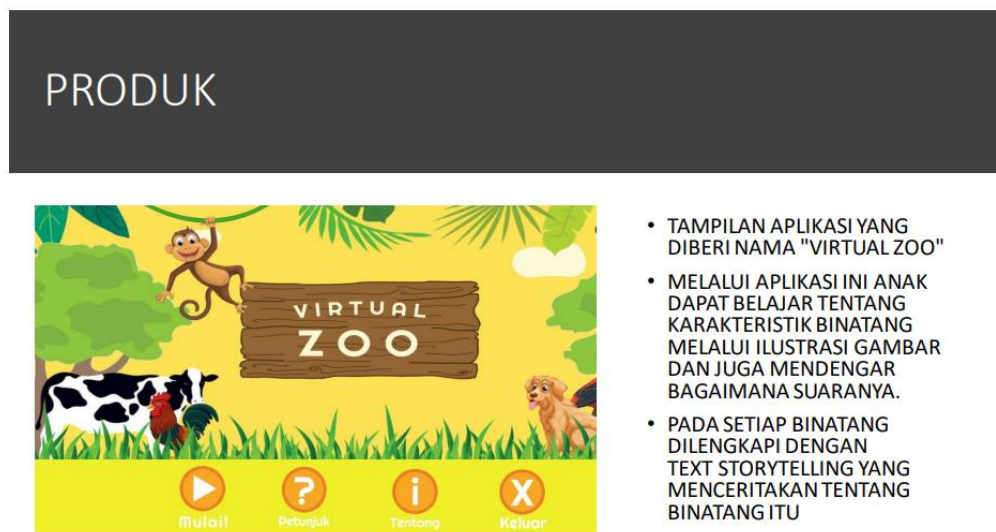 PRODUK
VIRTUAL
ZOO
Mulai!
Petunjuk
Tentang
Keluar
• TAMPILAN APLIKASI YANG
DIBERI NAMA "VIRTUAL ZOO"
• MELALUI APLIKASI INI ANAK
DAPAT BELAJAR TENTANG
KARAKTERISTIK BINATANG
MELALUI ILUSTRASI GAMBAR
DAN JUGA MENDENGAR
BAGAIMANA SUARANYA.
• PADA SETIAP BINATANG
DILENGKAPI DENGAN
TEXT STORYTELLING YANG
MENCERITAKAN TENTANG
BINATANG ITU